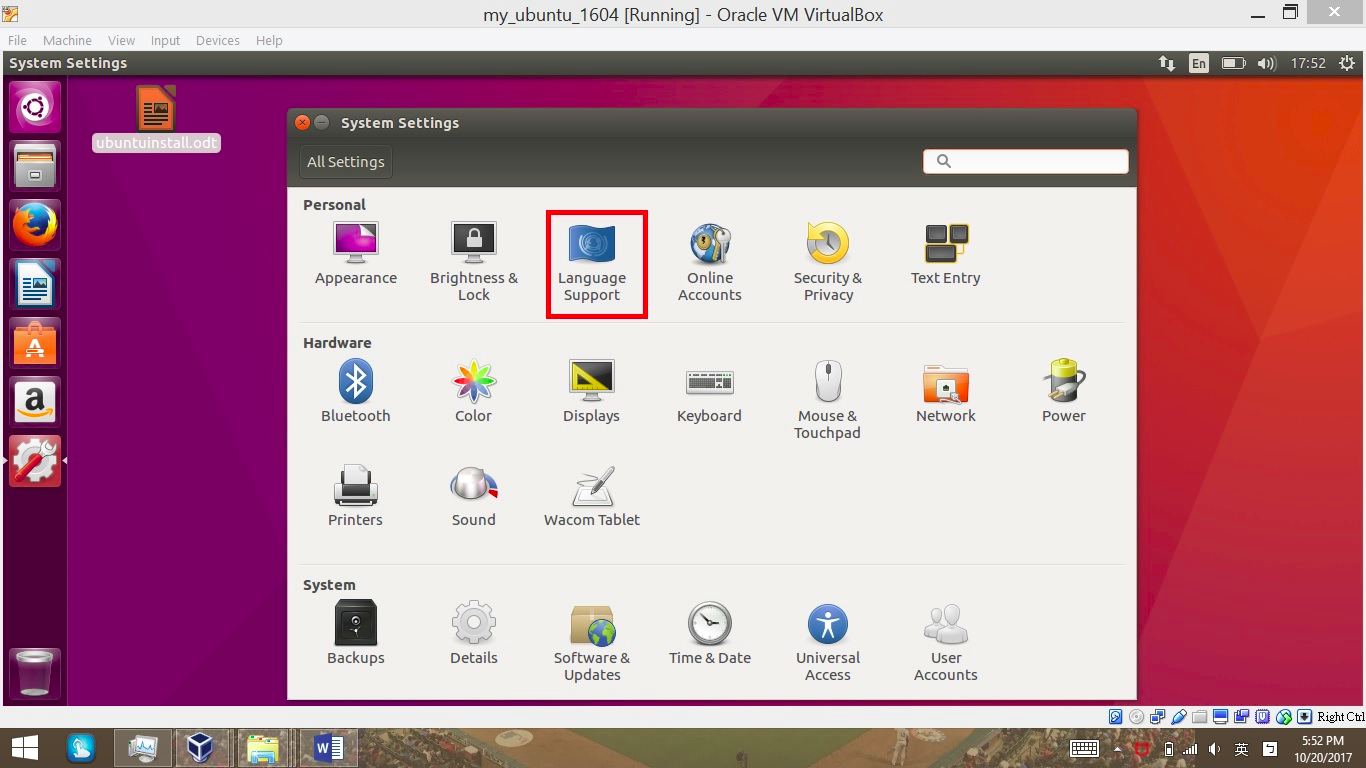 my_ubuntu_1604 [Running] - Oracle VM VirtualBox
File Machine View Input Devices Help
System Settings
En
17:52
ubuntuinstall.odt
System Settings
All Settings
Personal
Appearance
Brightness &
Lock
Language
Support
Online
Accounts
Security &
Privacy
Text Entry
Hardware
Bluetooth
Color
Displays
Keyboard
Mouse &
Touchpad
Network
Power
Printers
Sound
Wacom Tablet
System
Backups
Details
Software &
Updates
Time & Date
Universal
Access
User
Accounts
Right Ctrl
英
5:52 PM
10/20/2017